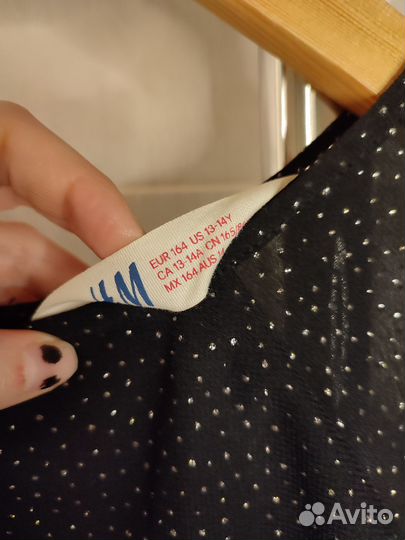 EUR 164 US 13-14Y
CA 13-14A CN 165/
MX 164 AUS
Avito